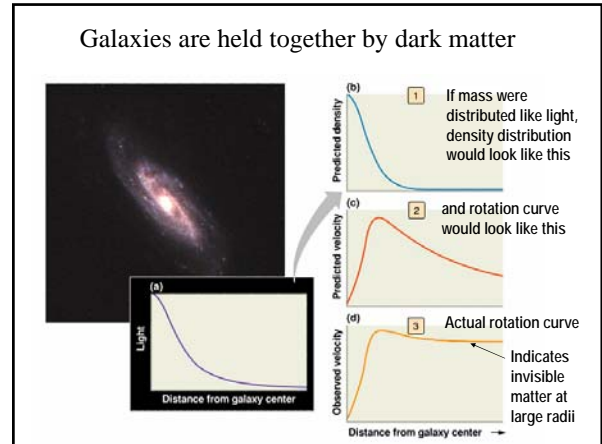 Galaxies are held together by dark matter
(a)
Light
Distance from galaxy center
(b)
Predicted density
1
If mass were
distributed like light,
density distribution
would look like this
(c)
Predicted velocity
2
and rotation curve
would look like this
(d)
Observed velocity
3
Actual rotation curve
Indicates
invisible
matter at
large radii
Distance from galaxy center